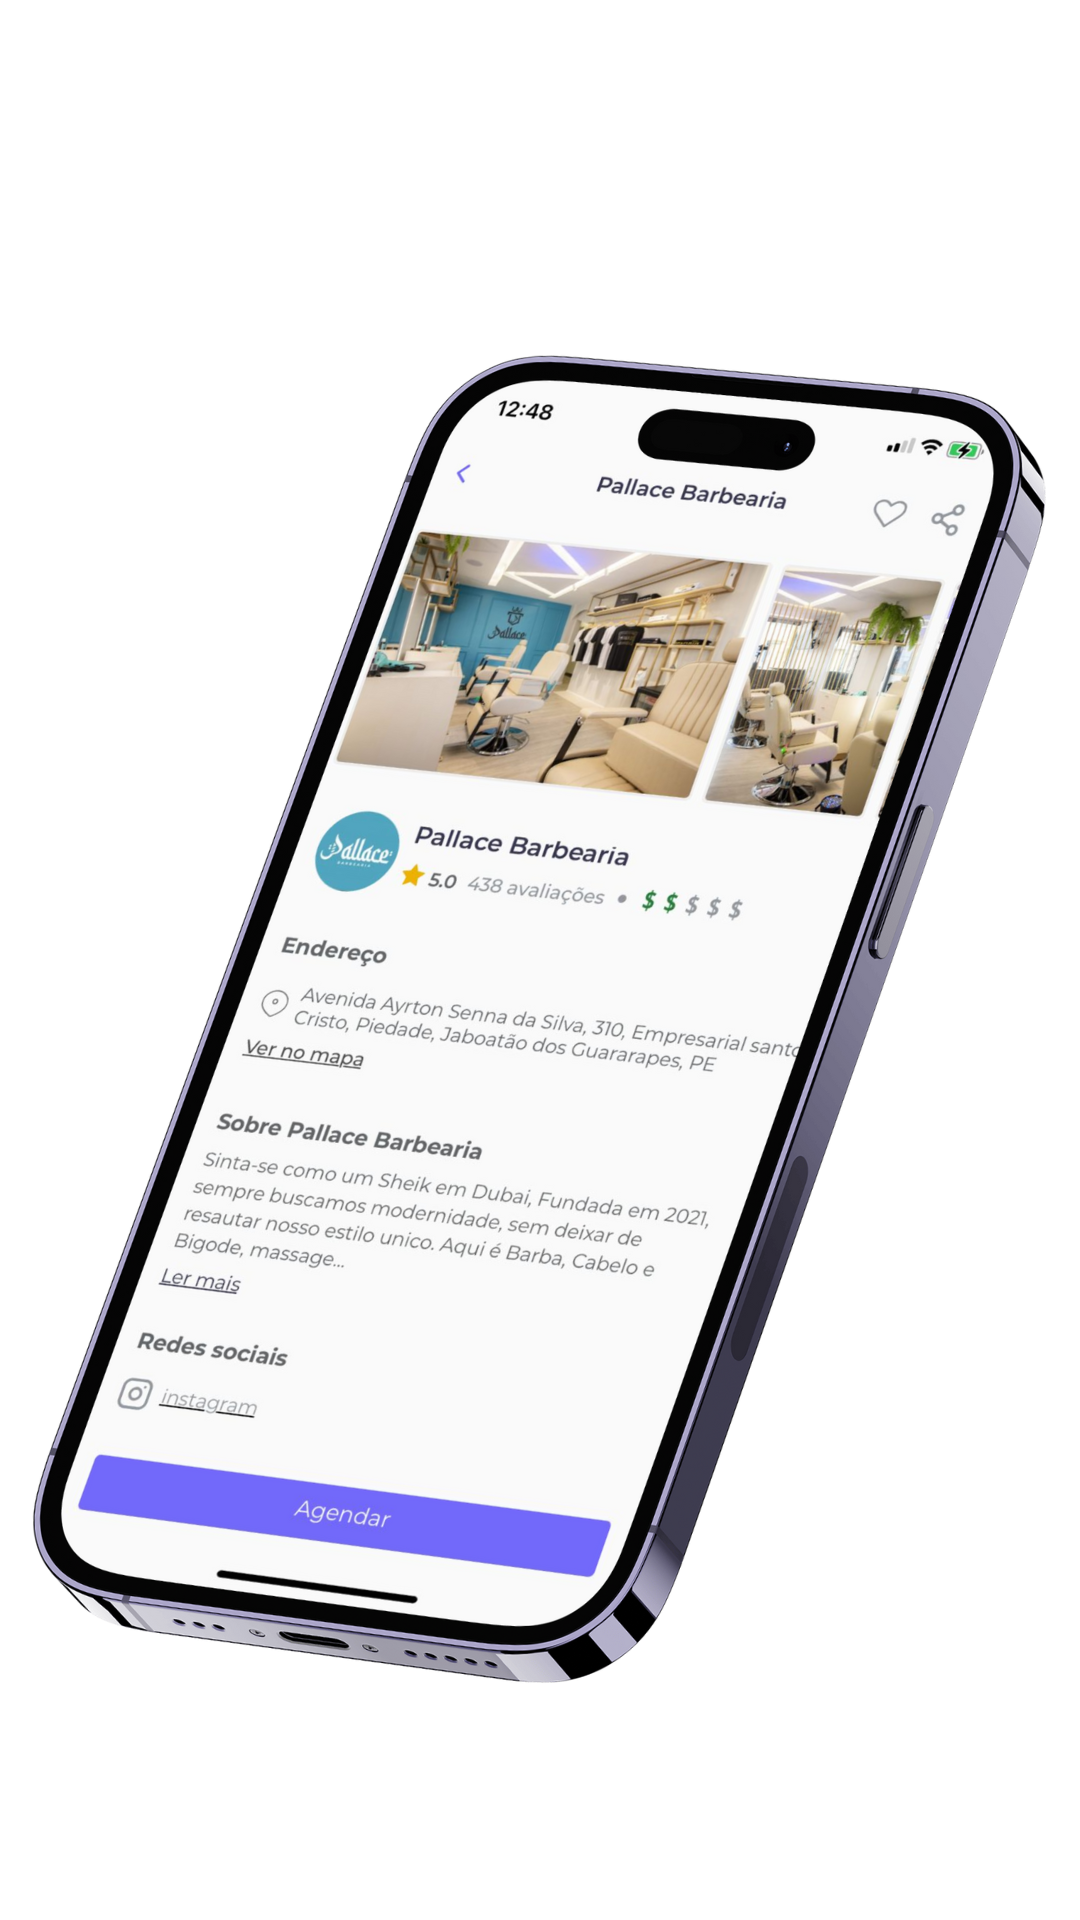 12:48
Pallace Barbearia
Pallace
Pallace
BARBEARIA
Pallace Barbearia
5.0 438 avaliações • $ $ $ $ $
Endereço
Avenida Ayrton Senna da Silva, 310, Empresarial santo
Cristo, Piedade, Jaboatão dos Guararapes, PE
Ver no mapa
Sobre Pallace Barbearia
Sinta-se como um Sheik em Dubai, Fundada em 2021,
sempre buscamos modernidade, sem deixar de
resautar nosso estilo unico. Aqui é Barba, Cabelo e
Bigode, massage...
Ler mais
Redes sociais
instagram
Agendar